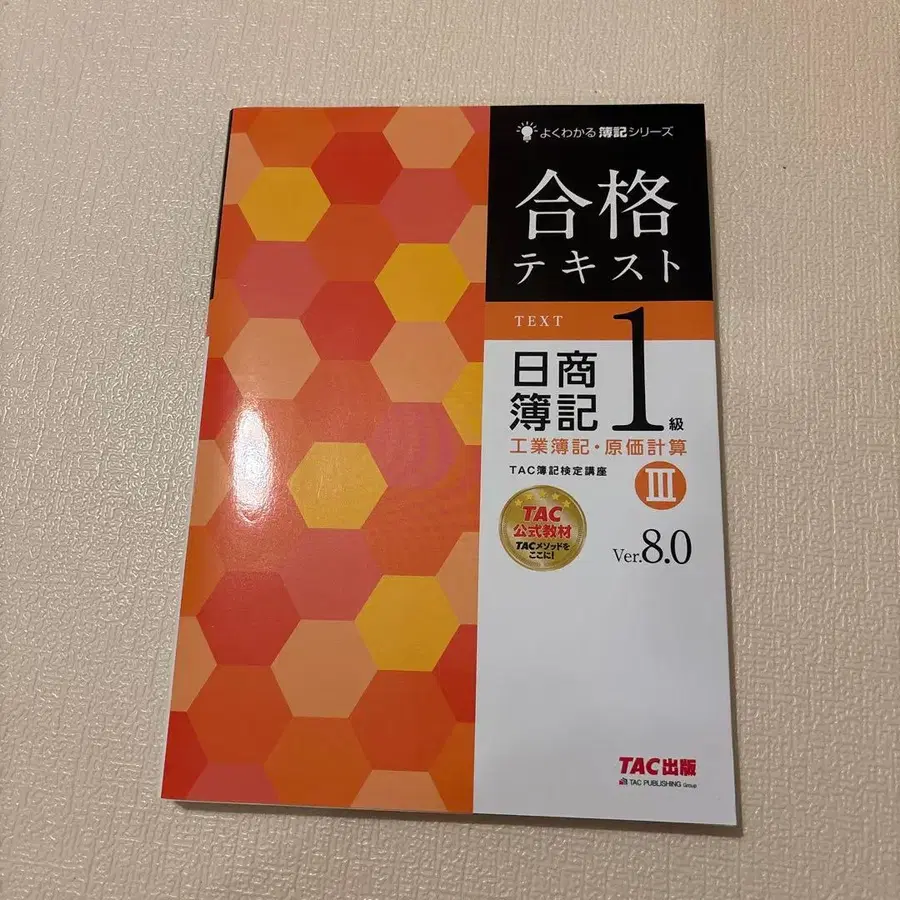 よくわかる簿記シリーズ
合格
テキスト
TEXT
日商
簿記
1級
工業簿記・原価計算
TAC簿記検定講座
III
TAC
公式教材
TACメソッドを
ここに!
Ver.8.0
TAC出版
TAC PUBLISHING Group